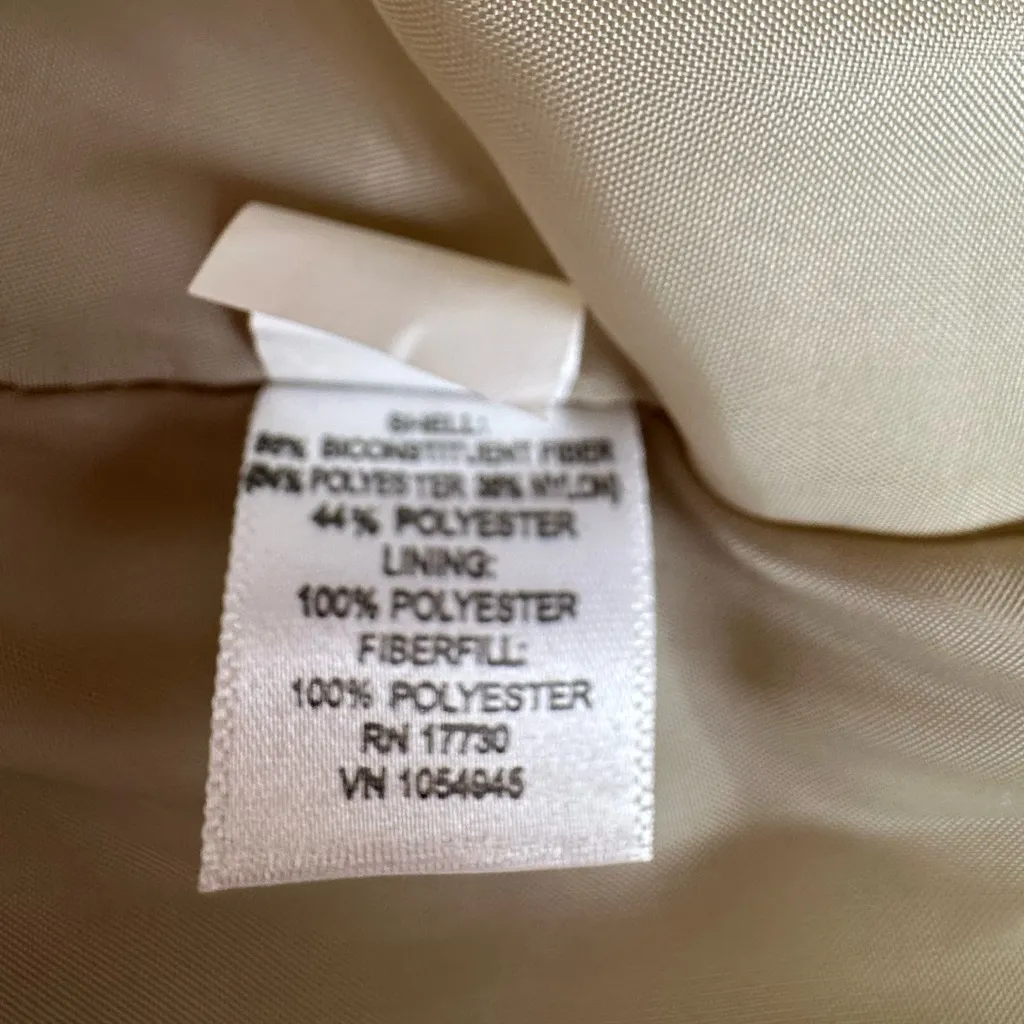 SHELL:
BICONSTITUENT FIBER
POLYESTER NYLON)
44% POLYESTER
LINING:
100% POLYESTER
FIBERFILL:
100% POLYESTER
RN 17730
VN 1054945